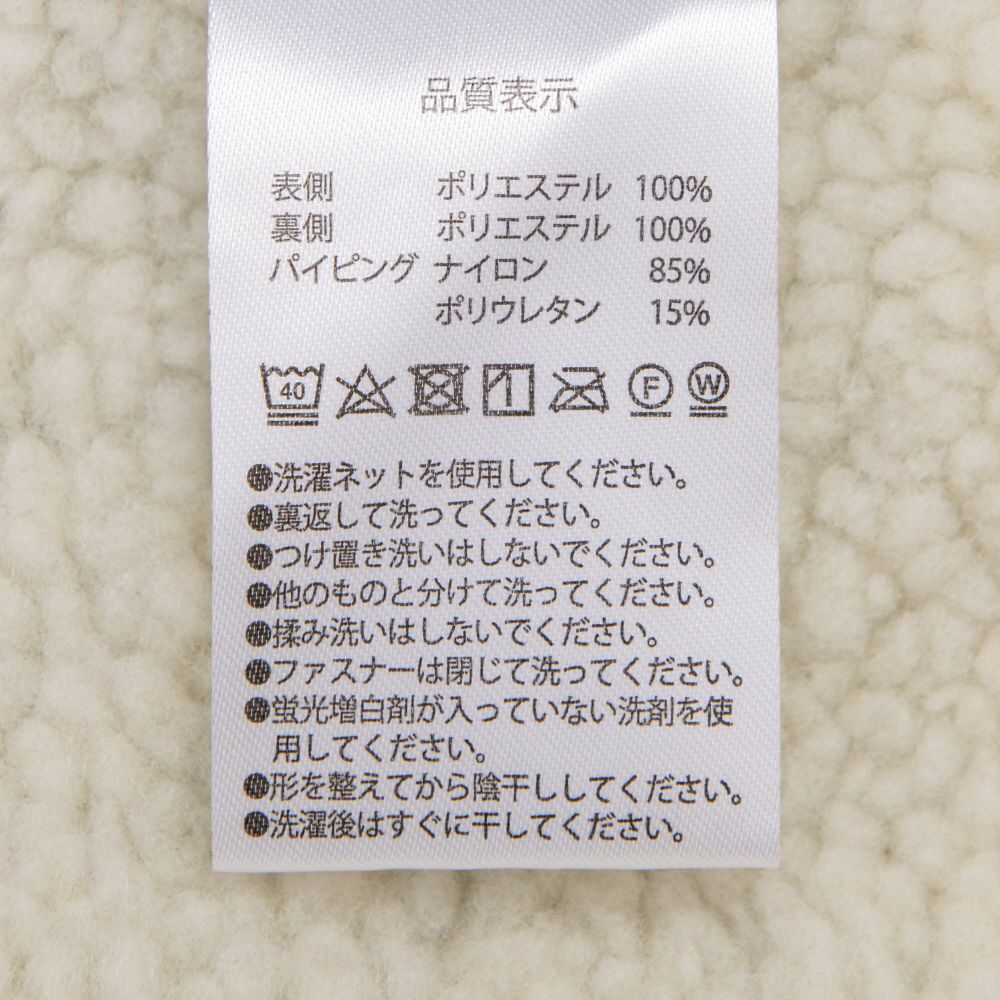 品質表示
表側 ポリエステル 100%
裏側 ポリエステル 100%
パイピング ナイロン 85%
ポリウレタン 15%
40 F W
●洗濯ネットを使用してください。
●裏返して洗ってください。
●つけ置き洗いはしないでください。
●他のものと分けて洗ってください。
●揉み洗いはしないでください。
●ファスナーは閉じて洗ってください。
●蛍光増白剤が入っていない洗剤を使
用してください。
●形を整えてから陰干ししてください。
●洗濯後はすぐに干してください。